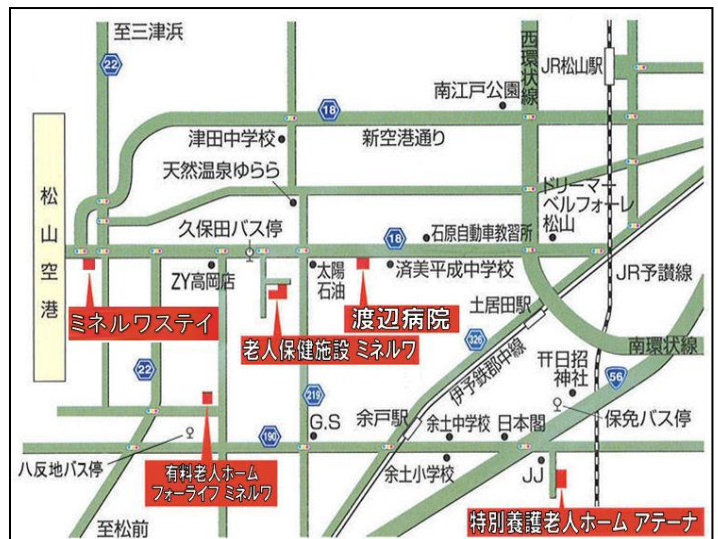 至三津浜
22
西環状線
JR松山駅
南江戸公園
18
新空港通り
津田中学校
天然温泉ゆらら
松山空港
久保田バス停
ドリーマー
ベルフォーレ
松山
石原自動車教習所
18
ZY高岡店
太陽
石油
済美平成中学校
JR予讃線
ミネルワステイ
老人保健施設 ミネルワ
渡辺病院
土居田駅
326
伊予鉄郡中線
南環状線
22
219
日招
神社
56
190
G.S
余戸駅
余土中学校
日本閣
保免バス停
八反地バス停
有料老人ホーム
フォーライフ ミネルワ
余土小学校
JJ
至松前
特別養護老人ホーム アテーナ